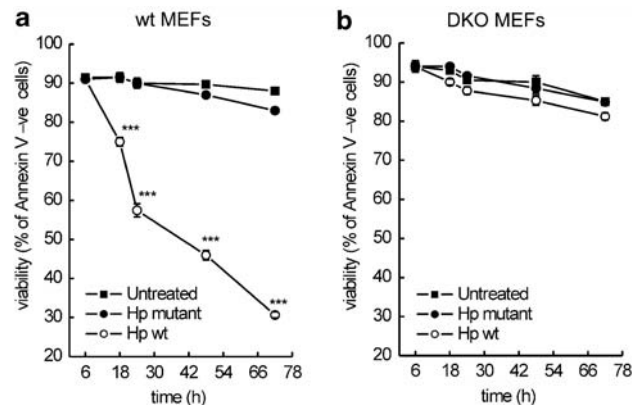 a
wt MEFs
viability (% of Annexin V –ve cells)
100
90
80
70
60
50
40
30
20
***
***
***
***
Untreated
Hp mutant
Hp wt
6 18 30 42 54 66 78
time (h)
b
DKO MEFs
viability (% of Annexin V –ve cells)
100
90
80
70
60
50
40
30
20
Untreated
Hp mutant
Hp wt
6 18 30 42 54 66 78
time (h)